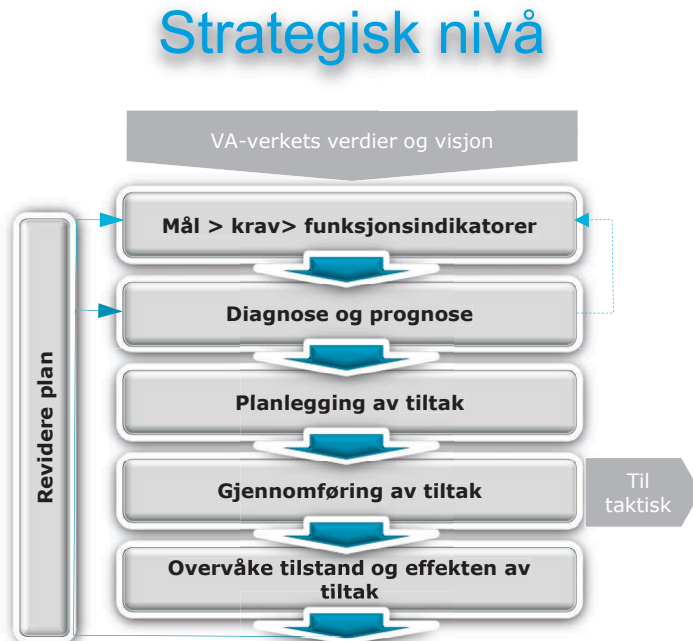 Strategisk nivå
VA-verkets verdier og visjon
Mål > krav> funksjonsindikatorer
Diagnose og prognose
Planlegging av tiltak
Gjennomføring av tiltak
Til
taktisk
Overvåke tilstand og effekten av
tiltak
Revidere plan